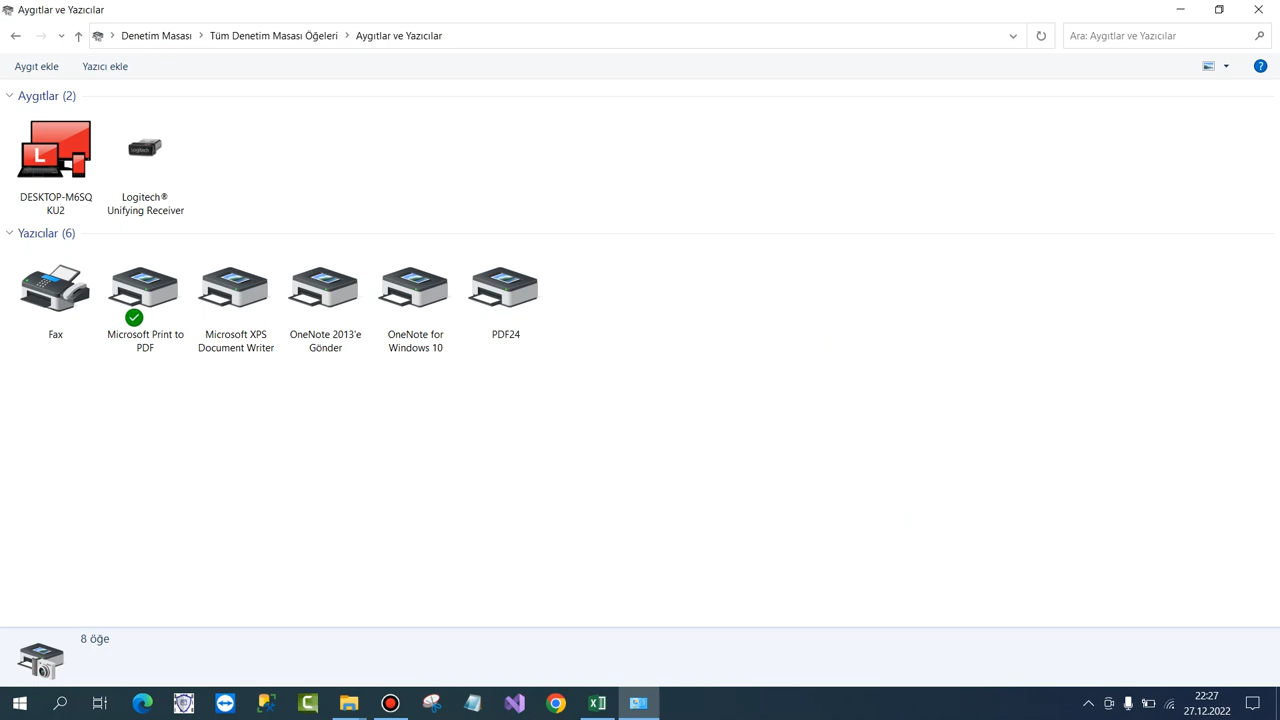 Aygıtlar ve Yazıcılar
Denetim Masası
Tüm Denetim Masası Öğeleri
Aygıtlar ve Yazıcılar
Ara: Aygıtlar ve Yazıcılar
Aygıt ekle
Yazıcı ekle
?
Aygıtlar (2)
L
Logitech
DESKTOP-M6SQ
KU2
Logitech®
Unifying Receiver
Yazıcılar (6)
Fax
Microsoft Print to
PDF
Microsoft XPS
Document Writer
OneNote 2013'e
Gönder
OneNote for
Windows 10
PDF24
8 öğe
22:27
27.12.2022